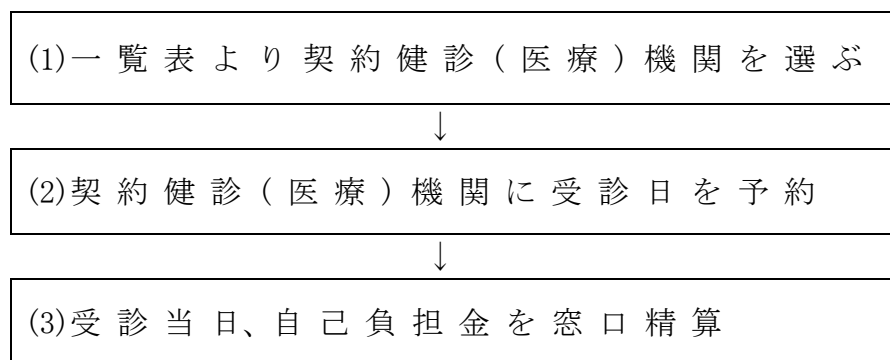 (1)一覧表より契約健診(医療)機関を選ぶ
↓
(2)契約健診(医療)機関に受診日を予約
↓
(3)受診当日、自己負担金を窓口精算